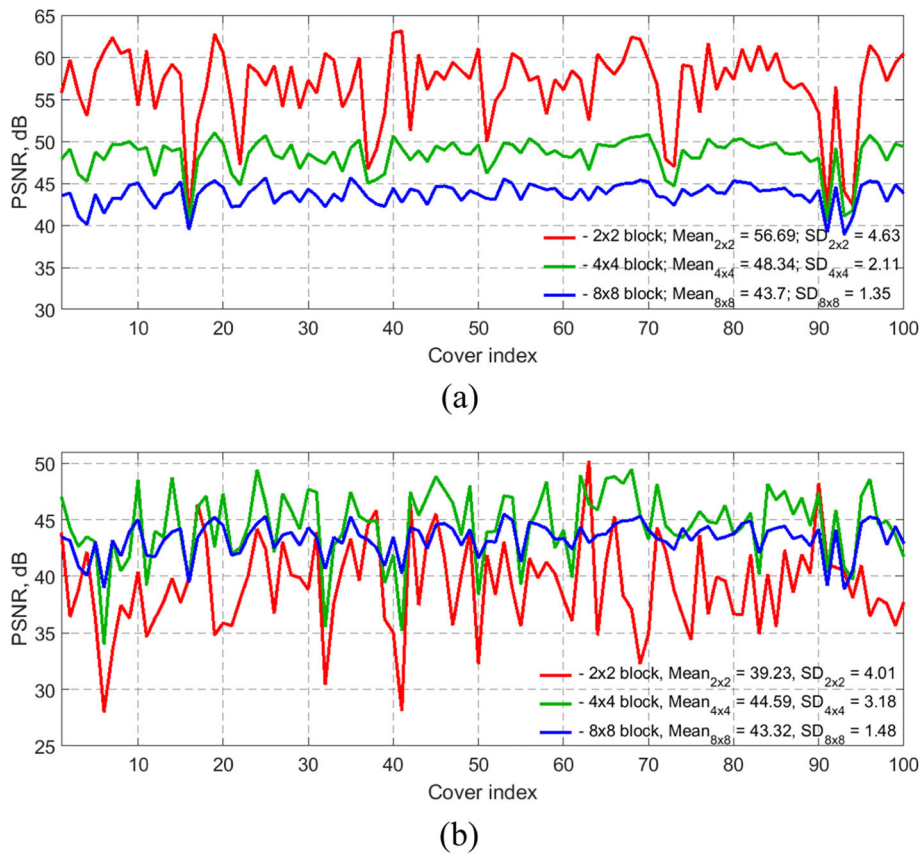 65
60
55
50
45
40
35
30
PSNR, dB
- 2x2 block; Mean2x2 = 56.69; SD2x2 = 4.63
- 4x4 block; Mean4x4 = 48.34; SD4x4 = 2.11
- 8x8 block; Mean8x8 = 43.7; SD8x8 = 1.35
10 20 30 40 50 60 70 80 90 100
Cover index
(a)
50
45
40
35
30
25
PSNR, dB
- 2x2 block, Mean2x2 = 39.23, SD2x2 = 4.01
- 4x4 block, Mean4x4 = 44.59, SD4x4 = 3.18
- 8x8 block, Mean8x8 = 43.32, SD8x8 = 1.48
10 20 30 40 50 60 70 80 90 100
Cover index
(b)